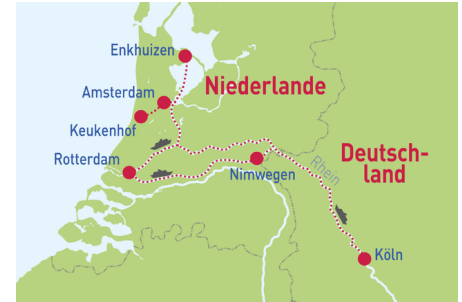 Enkhuizen
Niederlande
Amsterdam
Keukenhof
Rotterdam
Nimwegen
Rhein
Deutsch-
land
Köln